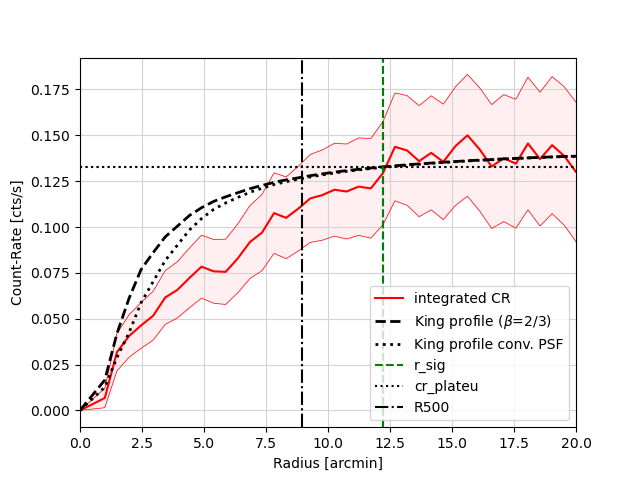 0.175
0.150
0.125
0.100
0.075
0.050
0.025
0.000
Count-Rate [cts/s]
integrated CR
King profile (β=2/3)
King profile conv. PSF
r_sig
cr_plateu
R500
0.0 2.5 5.0 7.5 10.0 12.5 15.0 17.5 20.0
Radius [arcmin]